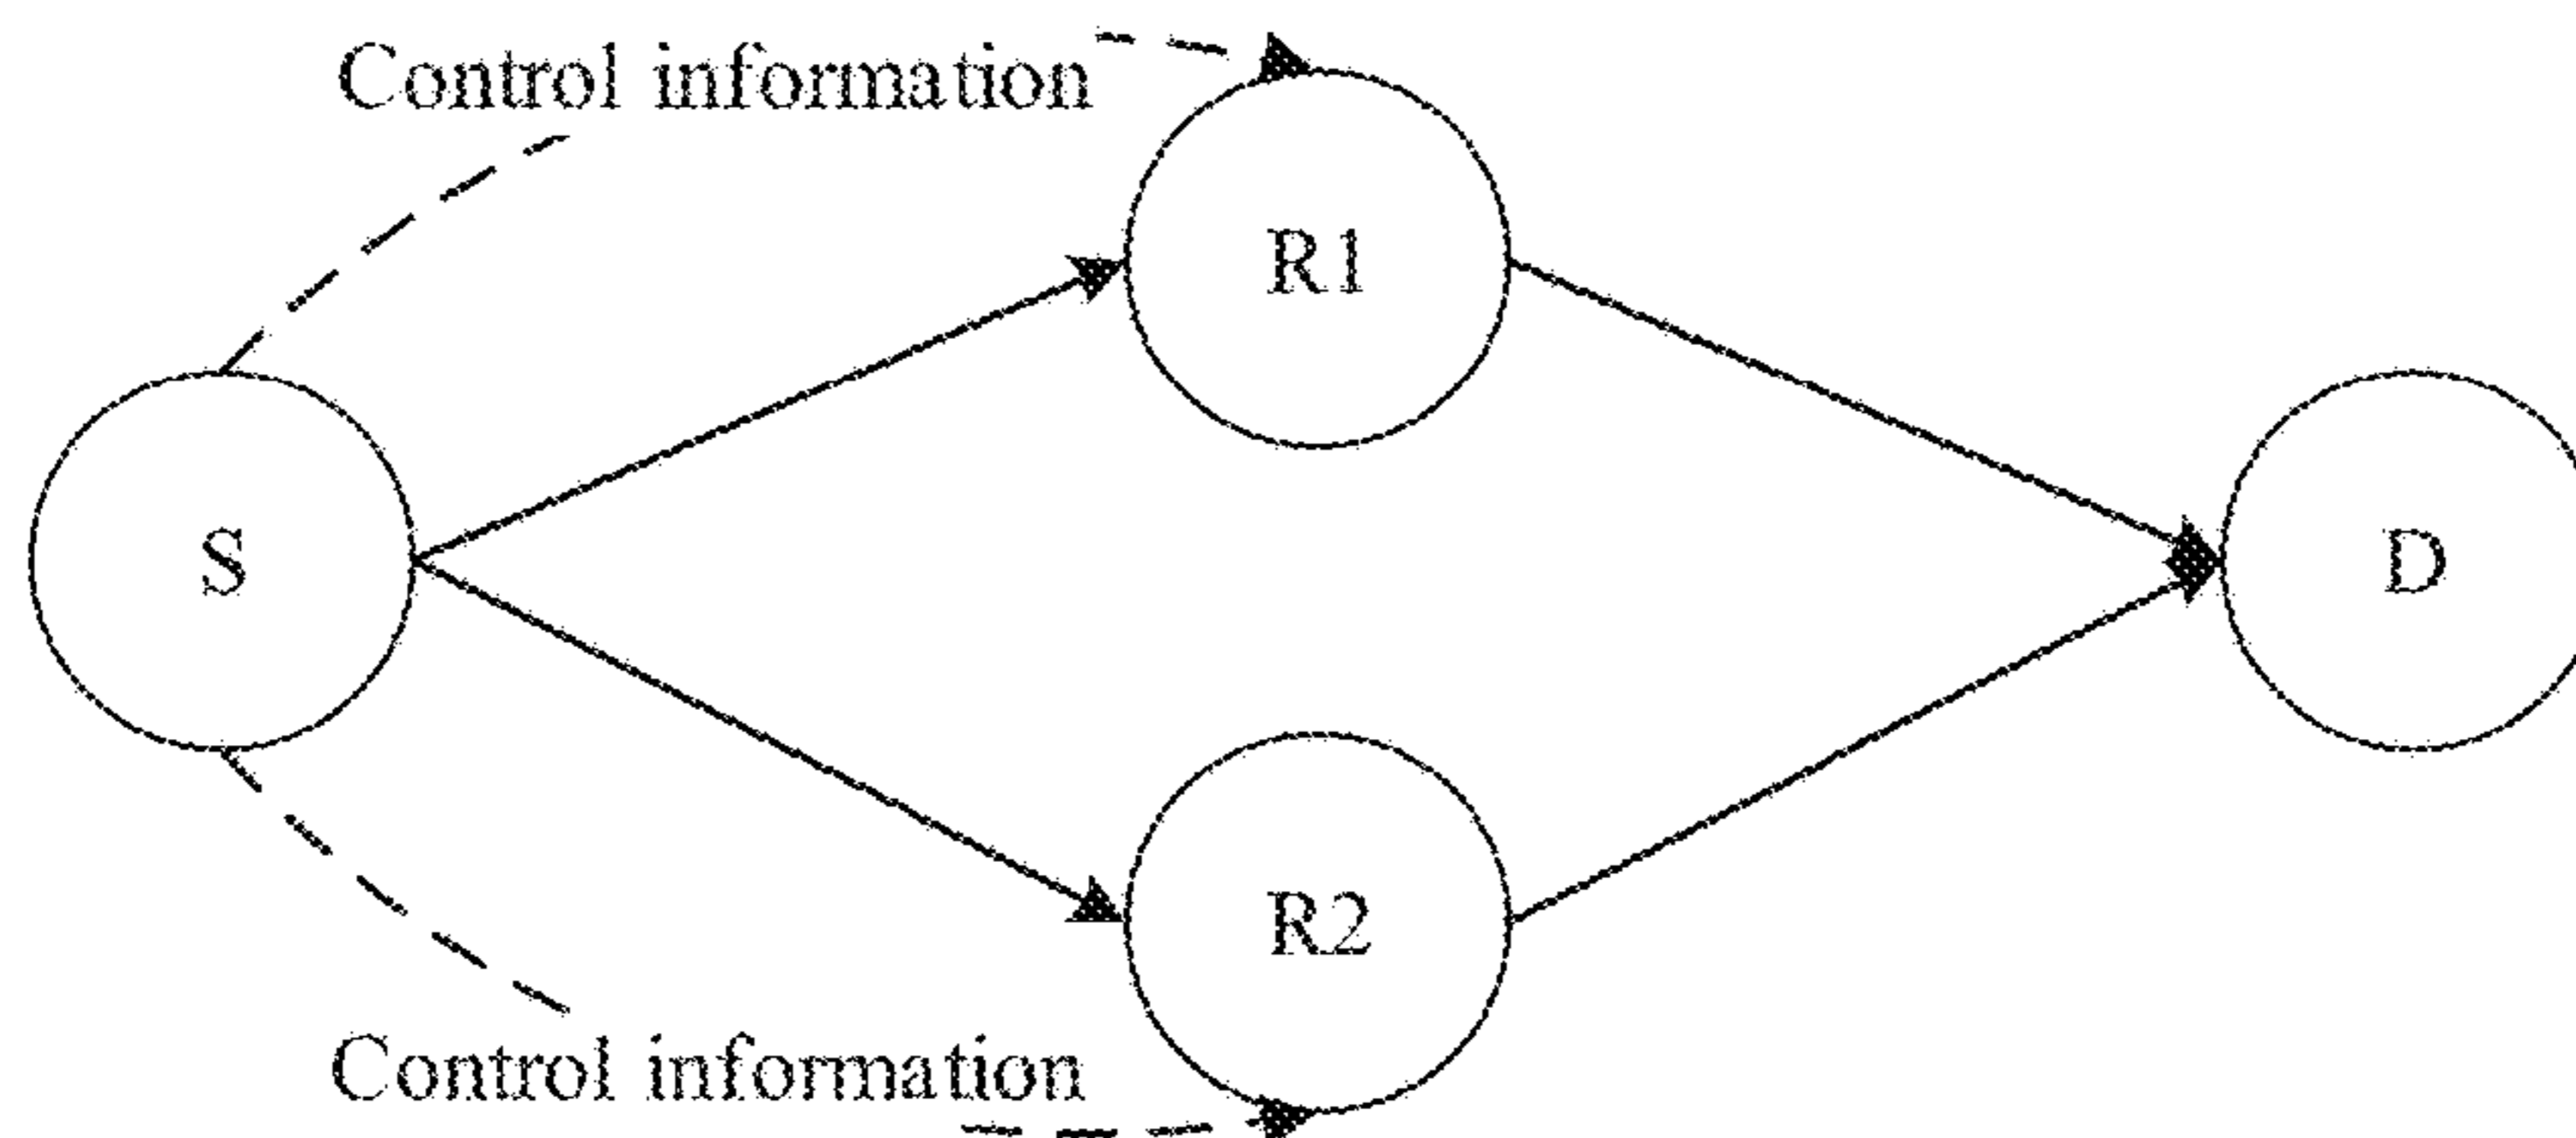 Control information
R1
S
D
R2
Control information